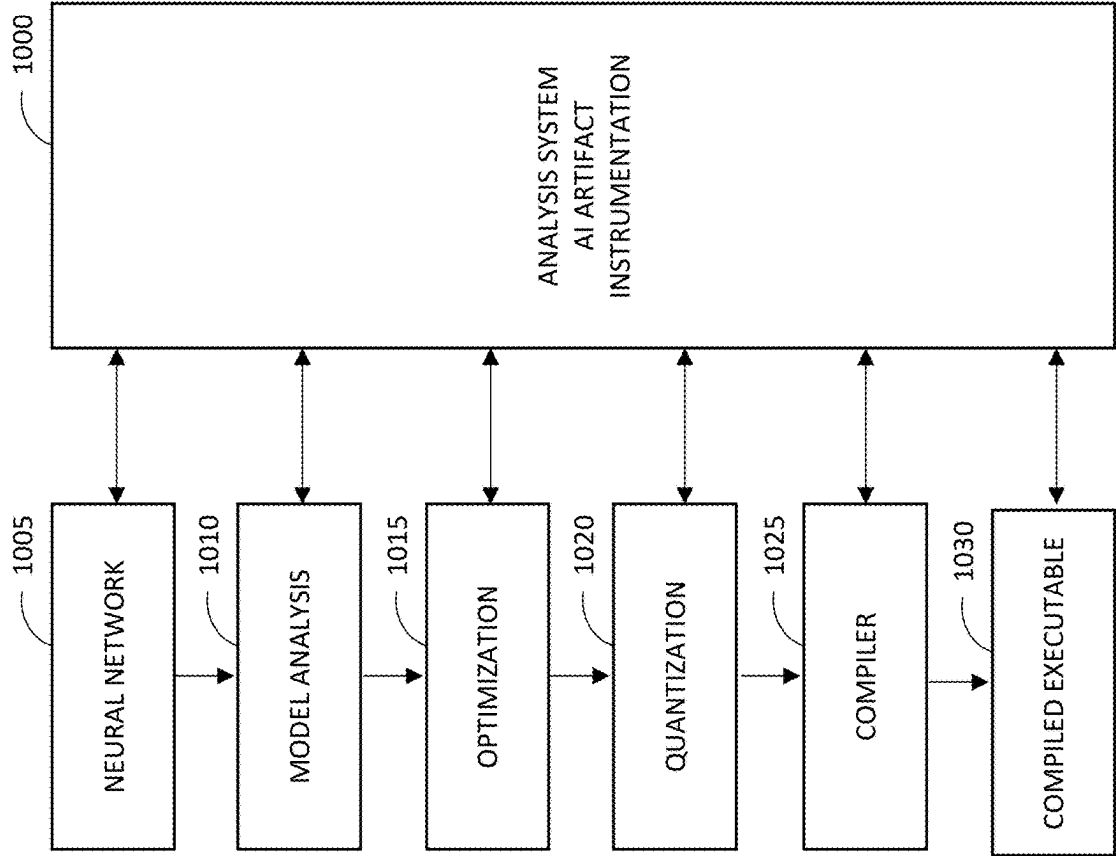 1000
ANALYSIS SYSTEM
AI ARTIFACT
INSTRUMENTATION
1005
NEURAL NETWORK
1010
MODEL ANALYSIS
1015
OPTIMIZATION
1020
QUANTIZATION
1025
COMPILER
1030
COMPILED EXECUTABLE